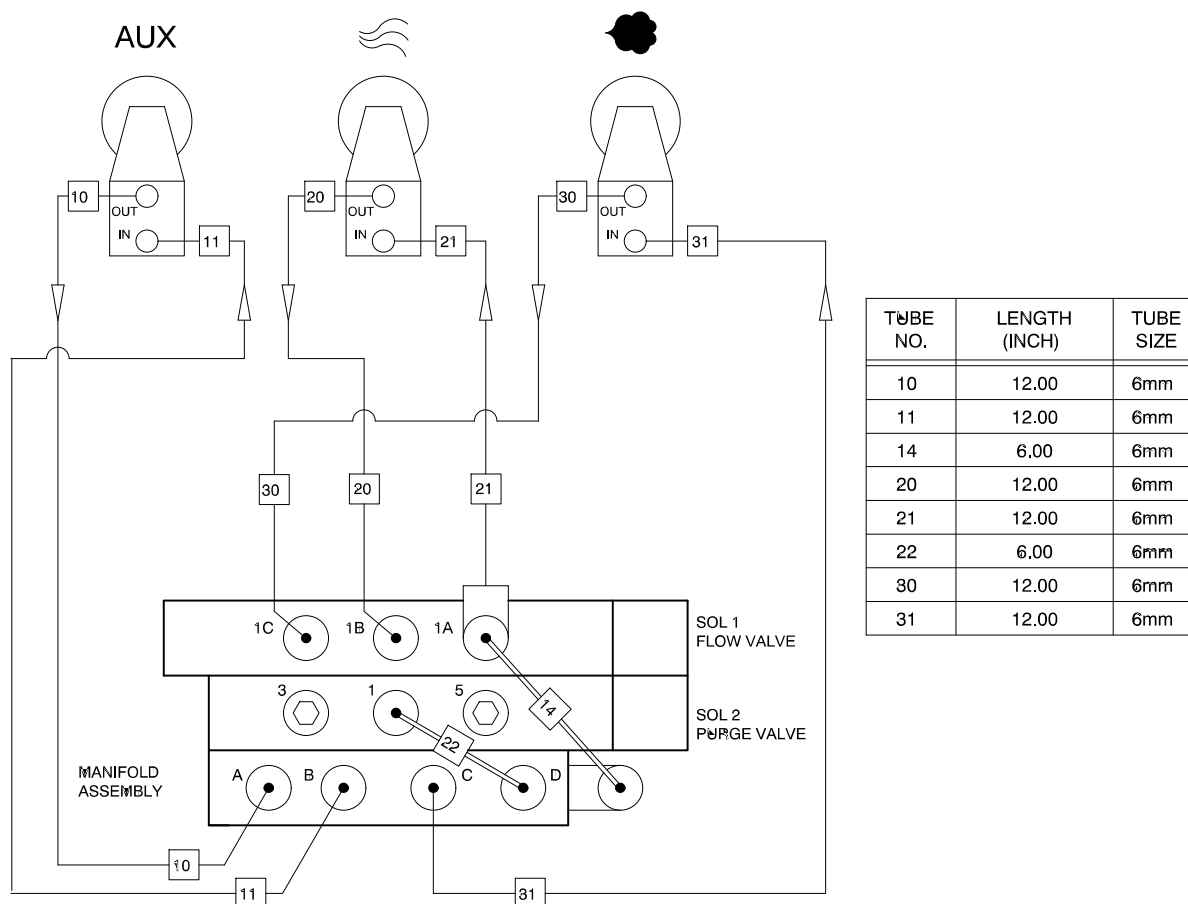 AUX
10
OUT
IN
11
20
OUT
IN
21
30
OUT
IN
31
30
20
21
1C
1B
1A
SOL 1
FLOW VALVE
3
1
5
14
22
SOL 2
PURGE VALVE
MANIFOLD
ASSEMBLY
A
B
C
D
10
11
31
TUBE NO. LENGTH (INCH) TUBE SIZE
10 12.00 6mm
11 12.00 6mm
14 6.00 6mm
20 12.00 6mm
21 12.00 6mm
22 6.00 6mm
30 12.00 6mm
31 12.00 6mm